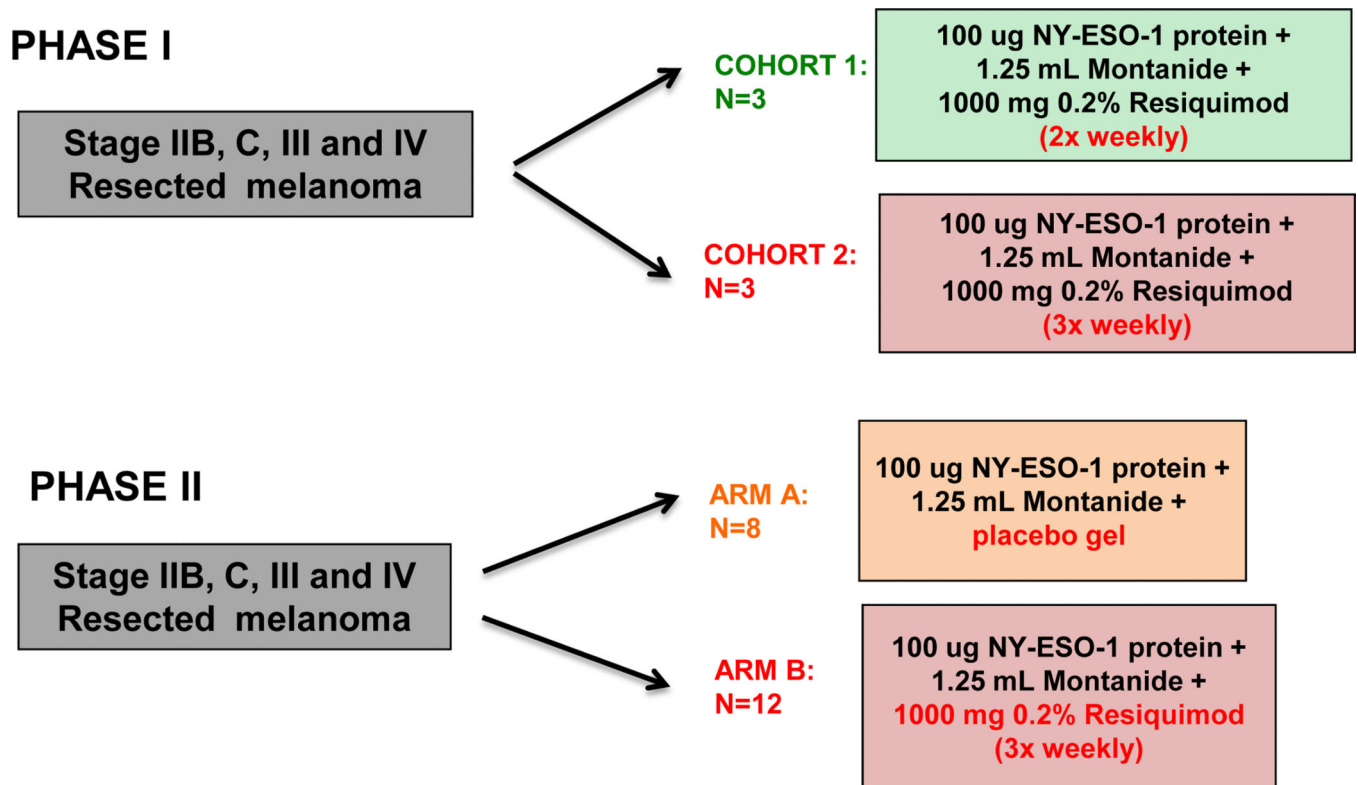 PHASE I
Stage IIB, C, III and IV
Resected melanoma
COHORT 1:
N=3
100 ug NY-ESO-1 protein +
1.25 mL Montanide +
1000 mg 0.2% Resiquimod
(2x weekly)
COHORT 2:
N=3
100 ug NY-ESO-1 protein +
1.25 mL Montanide +
1000 mg 0.2% Resiquimod
(3x weekly)
PHASE II
Stage IIB, C, III and IV
Resected melanoma
ARM A:
N=8
100 ug NY-ESO-1 protein +
1.25 mL Montanide +
placebo gel
ARM B:
N=12
100 ug NY-ESO-1 protein +
1.25 mL Montanide +
1000 mg 0.2% Resiquimod
(3x weekly)